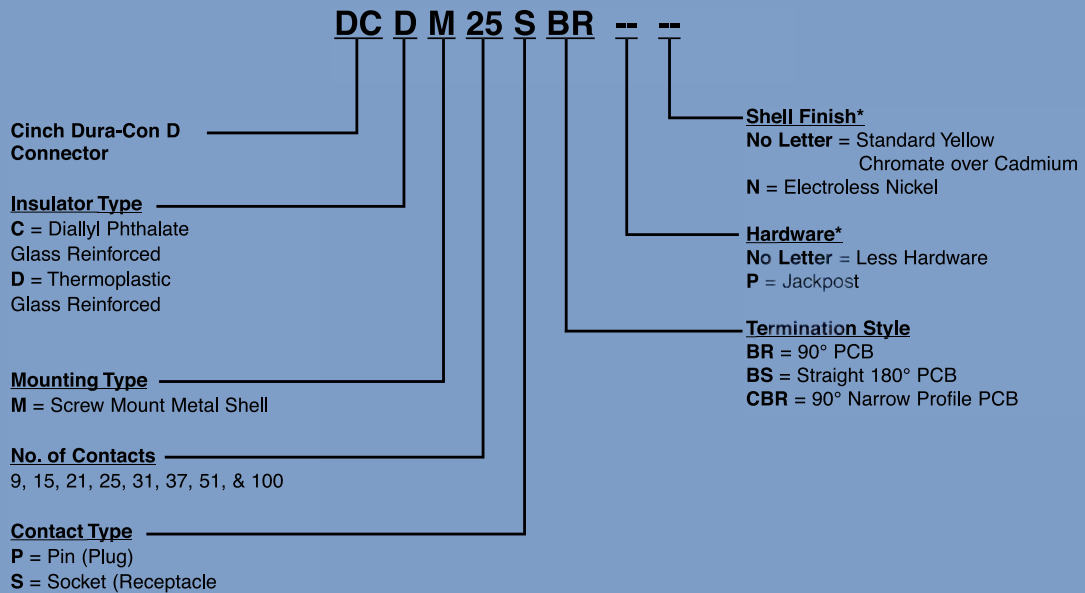 DC D M 25 S BR -- --
Cinch Dura-Con D
Connector
Insulator Type
C = Diallyl Phthalate
Glass Reinforced
D = Thermoplastic
Glass Reinforced
Mounting Type
M = Screw Mount Metal Shell
No. of Contacts
9, 15, 21, 25, 31, 37, 51, & 100
Contact Type
P = Pin (Plug)
S = Socket (Receptacle
Shell Finish*
No Letter = Standard Yellow
Chromate over Cadmium
N = Electroless Nickel
Hardware*
No Letter = Less Hardware
P = Jackpost
Termination Style
BR = 90° PCB
BS = Straight 180° PCB
CBR = 90° Narrow Profile PCB